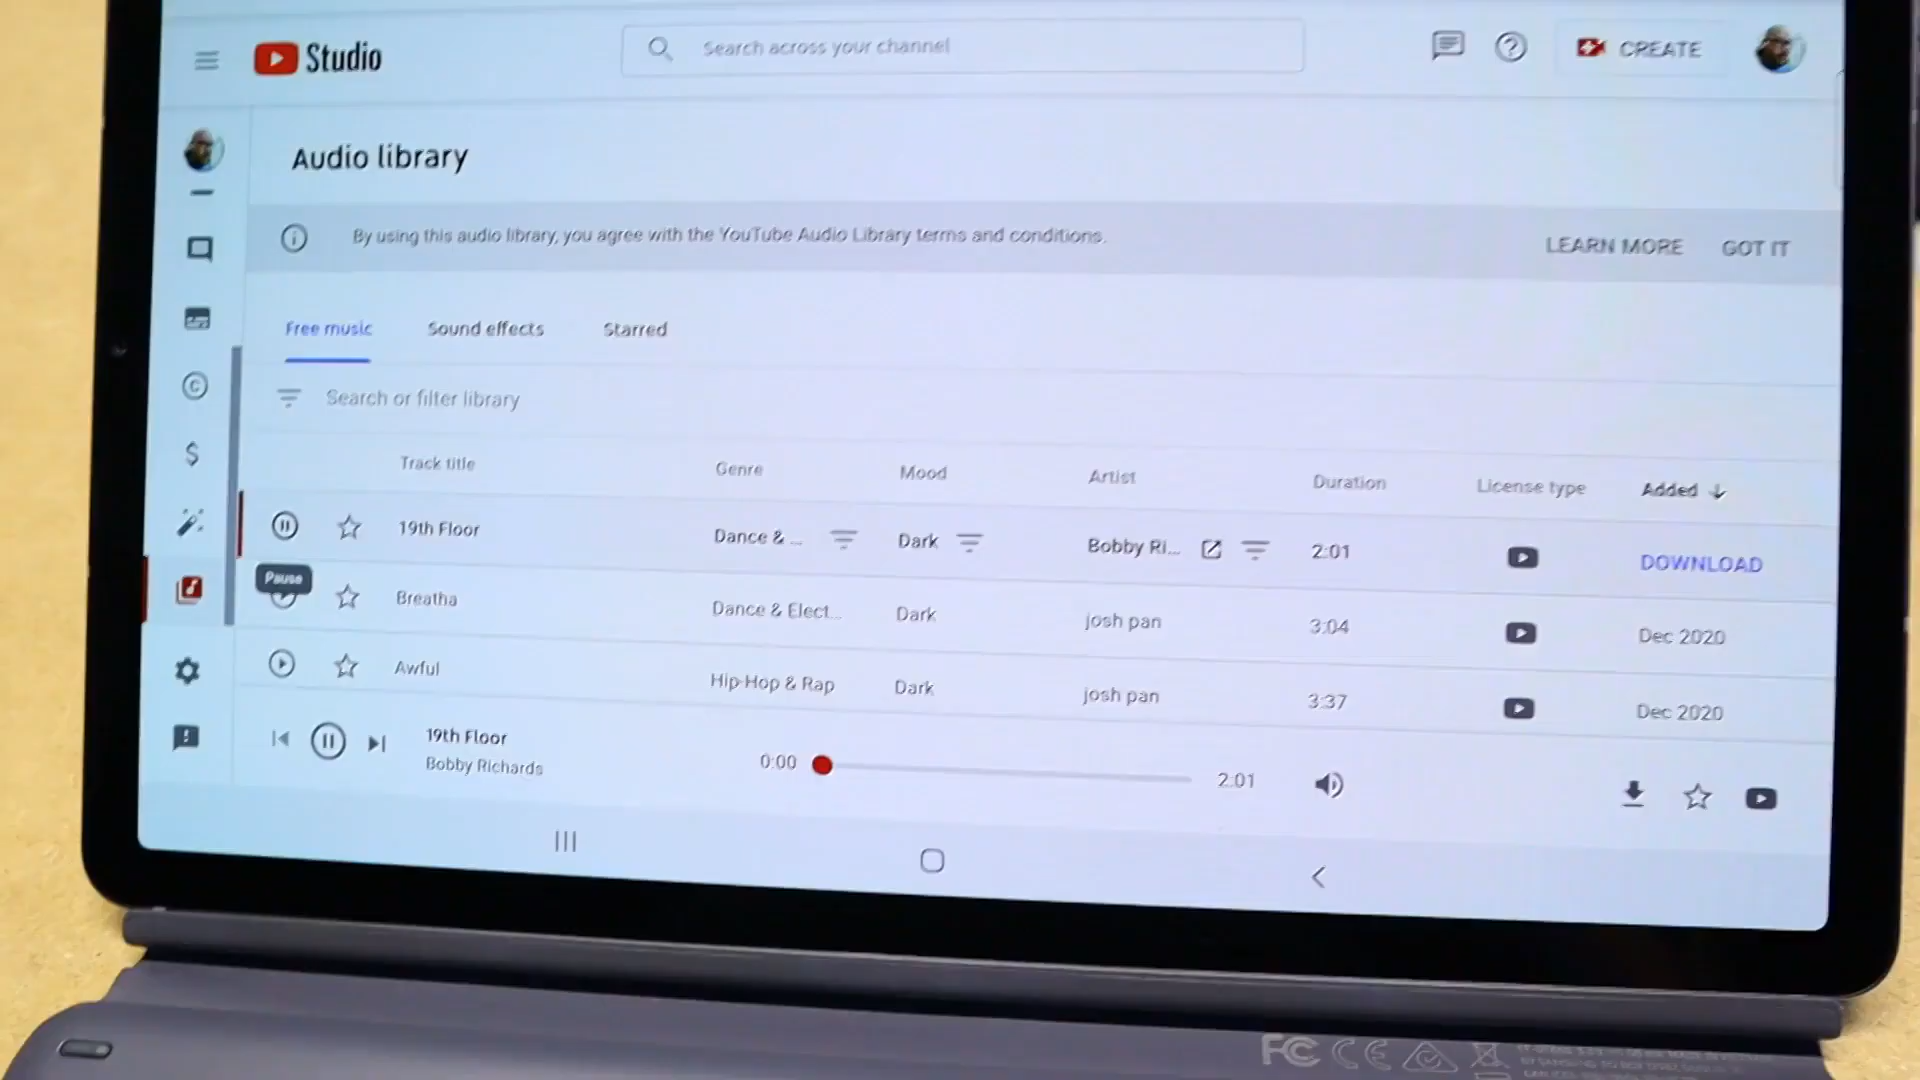 Studio
Search across your channel
CREATE
Audio library
By using this audio library, you agree with the YouTube Audio Library terms and conditions.
LEARN MORE
GOT IT
Free music
Sound effects
Starred
Search or filter library
Track title Genre Mood Artist Duration License type Added
19th Floor Dance & ... Dark Bobby Ri... 2:01 DOWNLOAD
Pause
Breatha Dance & Elect... Dark josh pan 3:04 Dec 2020
Awful Hip-Hop & Rap Dark josh pan 3:37 Dec 2020
19th Floor
Bobby Richards
0:00
2:01
FC CE